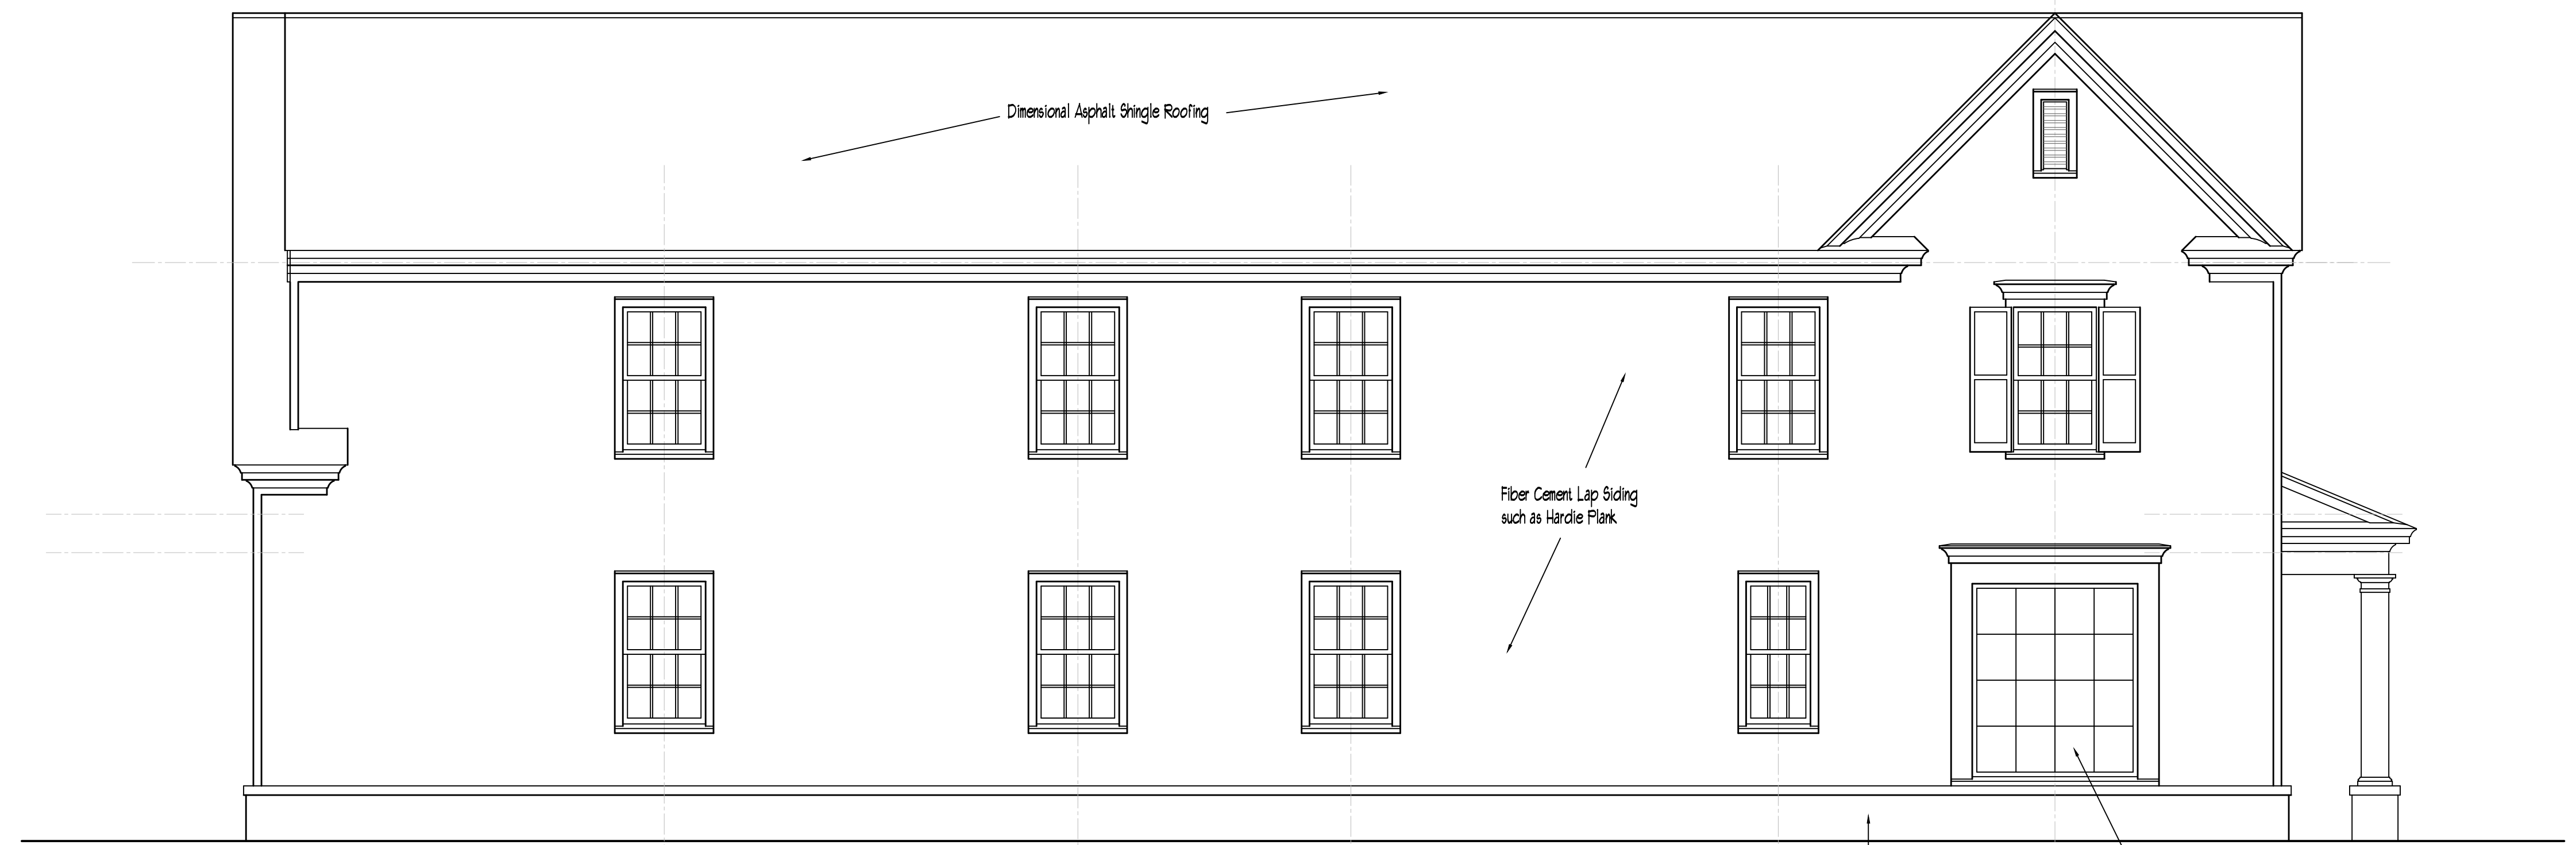 Dimensional Asphalt Shingle Roofing
Fiber Cement Lap Siding
such as Hardie Plank